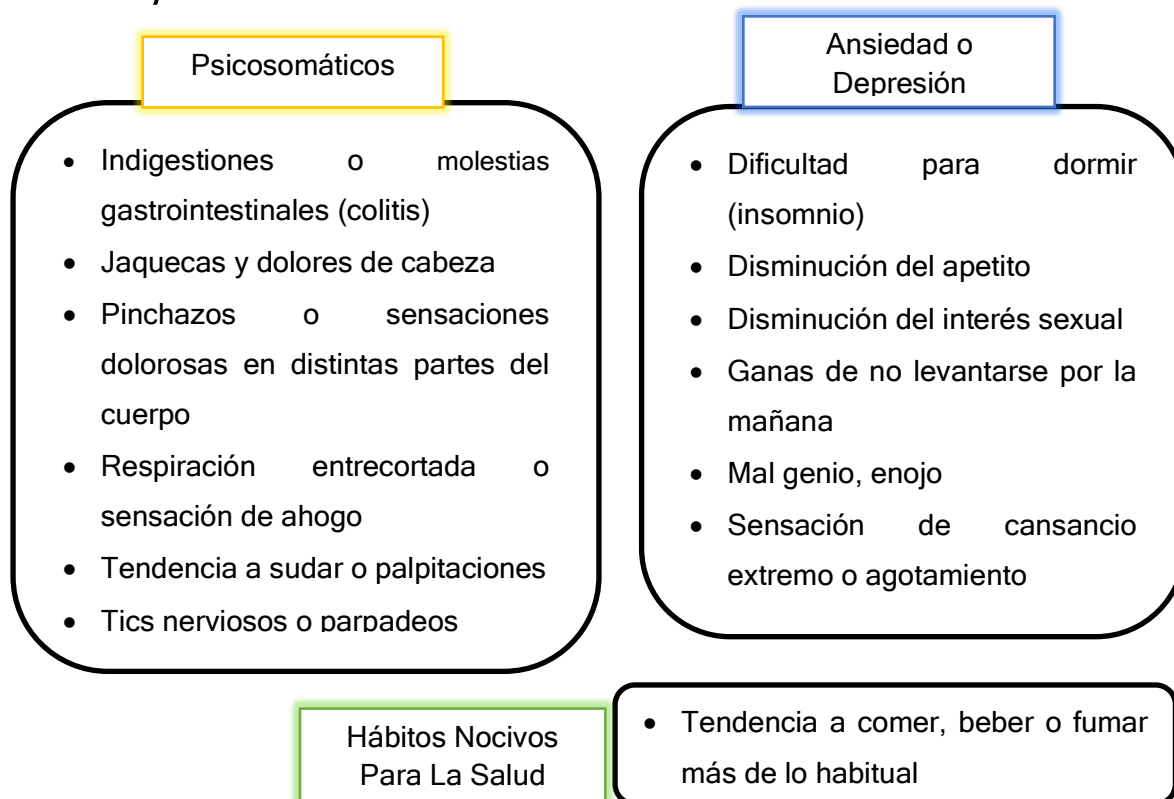 Psicosomáticos
• Indigestiones o molestias
gastrointestinales (colitis)
• Jaquecas y dolores de cabeza
• Pinchazos o sensaciones
dolorosas en distintas partes del
cuerpo
• Respiración entrecortada o
sensación de ahogo
• Tendencia a sudar o palpitaciones
• Tics nerviosos o parpadeos
Ansiedad o
Depresión
• Dificultad para dormir
(insomnio)
• Disminución del apetito
• Disminución del interés sexual
• Ganas de no levantarse por la
mañana
• Mal genio, enojo
• Sensación de cansancio
extremo o agotamiento
Hábitos Nocivos
Para La Salud
• Tendencia a comer, beber o fumar
más de lo habitual